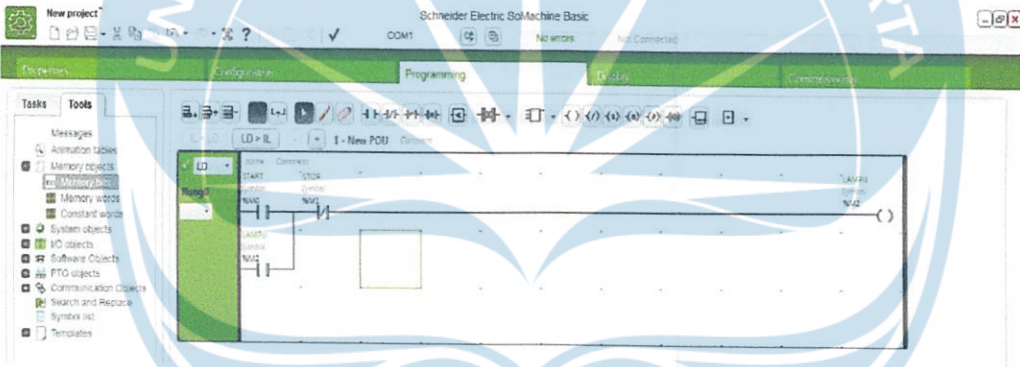 New project*
Schneider Electric SoMachine Basic
COM1
No errors
Not Connected
Properties
Configuration
Programming
Display
Commissioning
Tasks Tools
Messages
Animation tables
Memory objects
Memory bits
Memory words
Constant words
System objects
I/O objects
Software Objects
PTO objects
Communication Objects
Search and Replace
Symbol list
Templates
LD > IL
1 - New POU Comment
LD
Rung0
name Comment
START STOP LAMPU
Symbol Symbol Symbol
%M0 %M1 %M2
LAMPU
Symbol
%M2